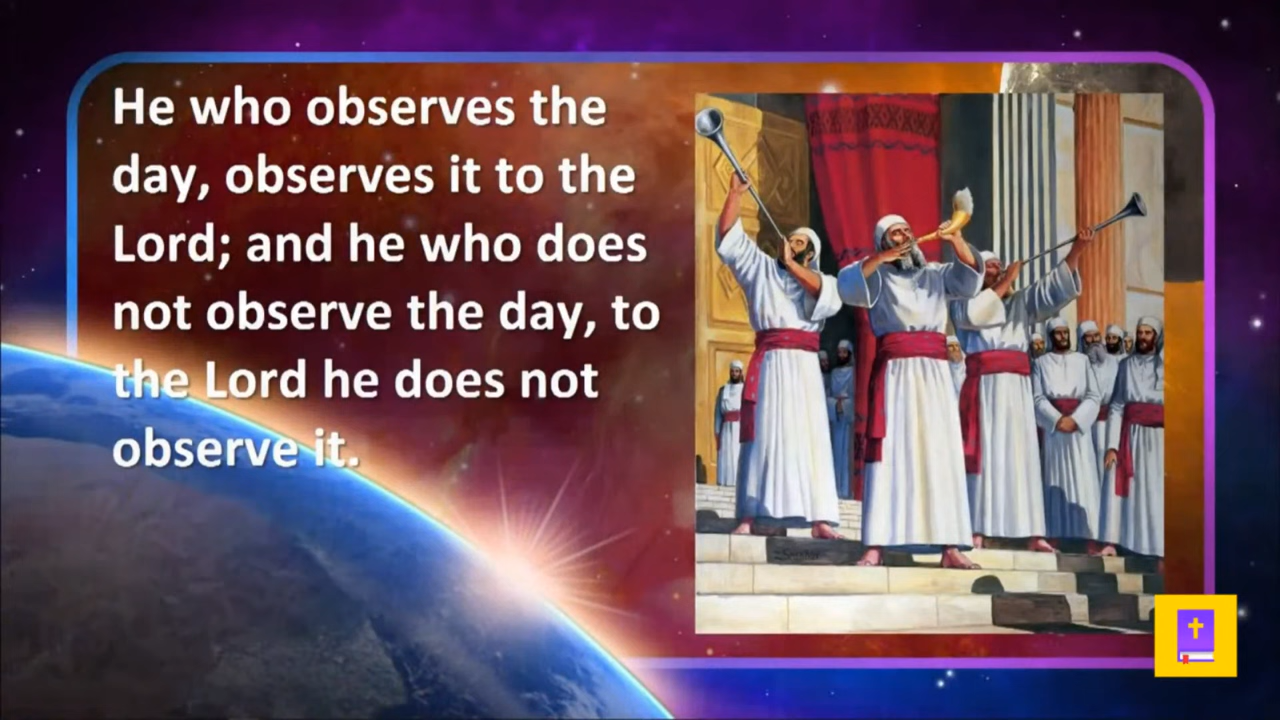 He who observes the
day, observes it to the
Lord; and he who does
not observe the day, to
the Lord he does not
observe it.